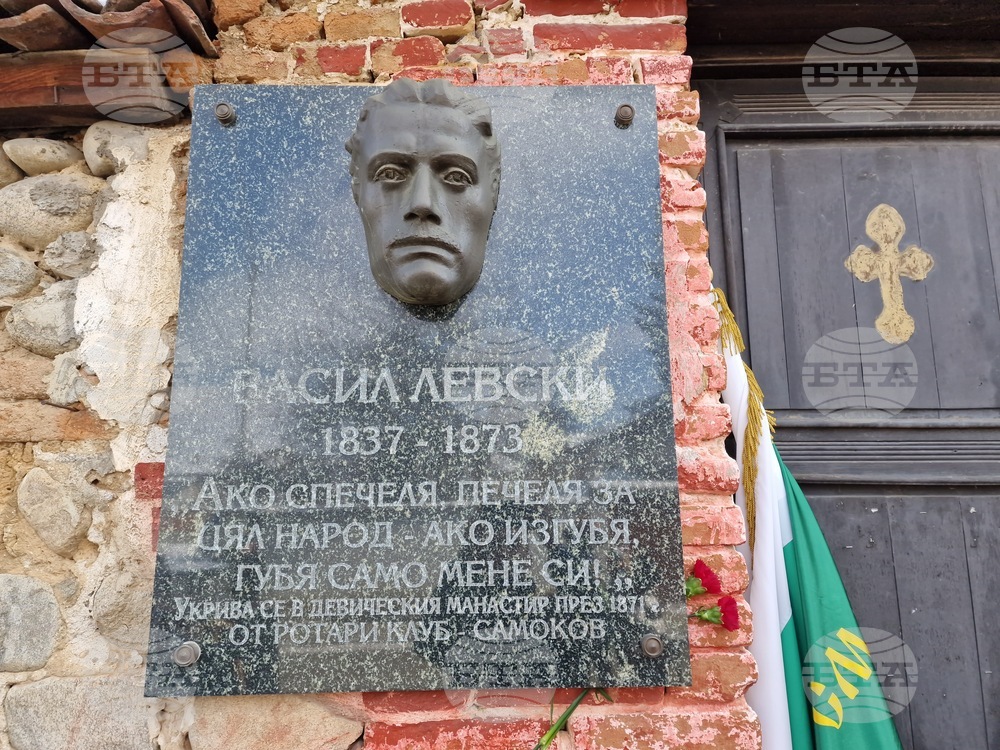 ВАСИЛ ЛЕВСКИ
1837 - 1873
АКО СПЕЧЕЛЯ, ПЕЧЕЛЯ ЗА
ЦЯЛ НАРОД - АКО ИЗГУБЯ,
ГУБЯ САМО МЕНЕ СИ! „
УКРИВА СЕ В ДЕВИЧЕСКИЯ МАНАСТИР ПРЕЗ 1871 г.
ОТ РОТАРИ КЛУБ - САМОКОВ
БТА
БТА
БТА
БТА